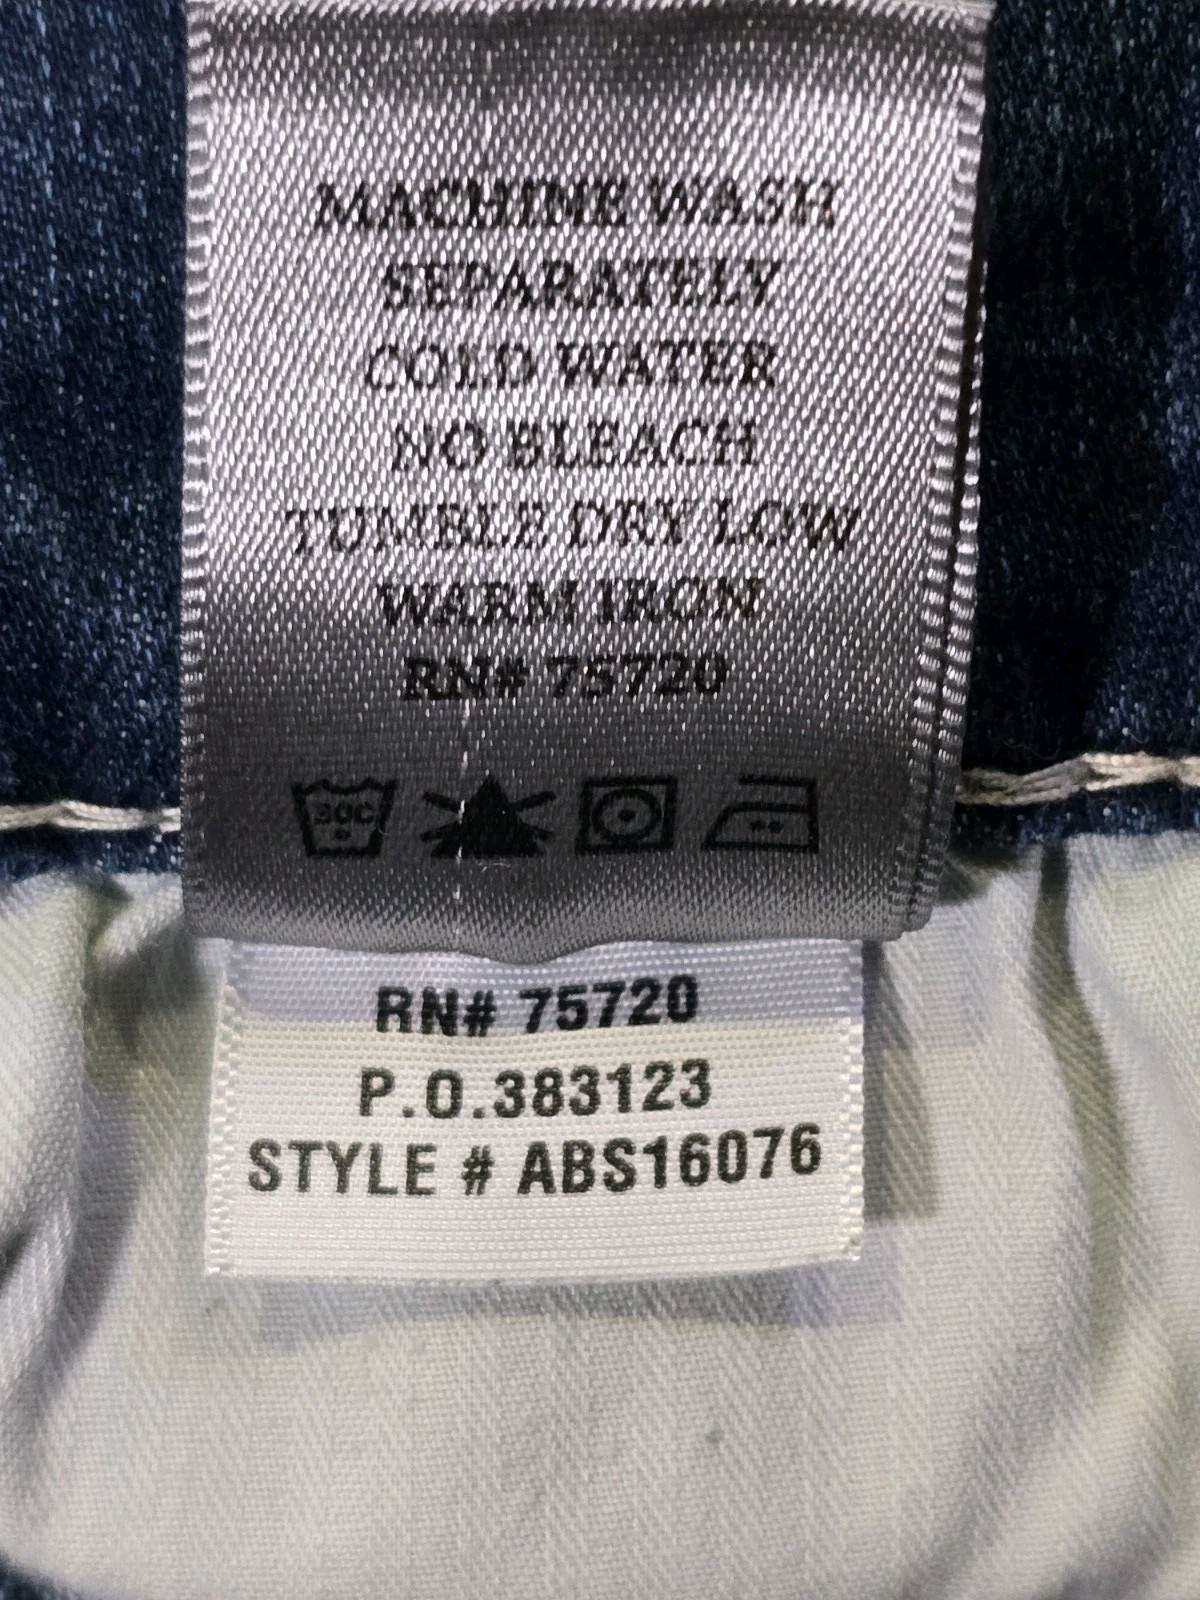 MACHINE WASH
SEPARATELY
COLD WATER
NO BLEACH
TUMBLE DRY LOW
WARM IRON
RN# 75720
30C
RN# 75720
P.O.383123
STYLE # ABS16076